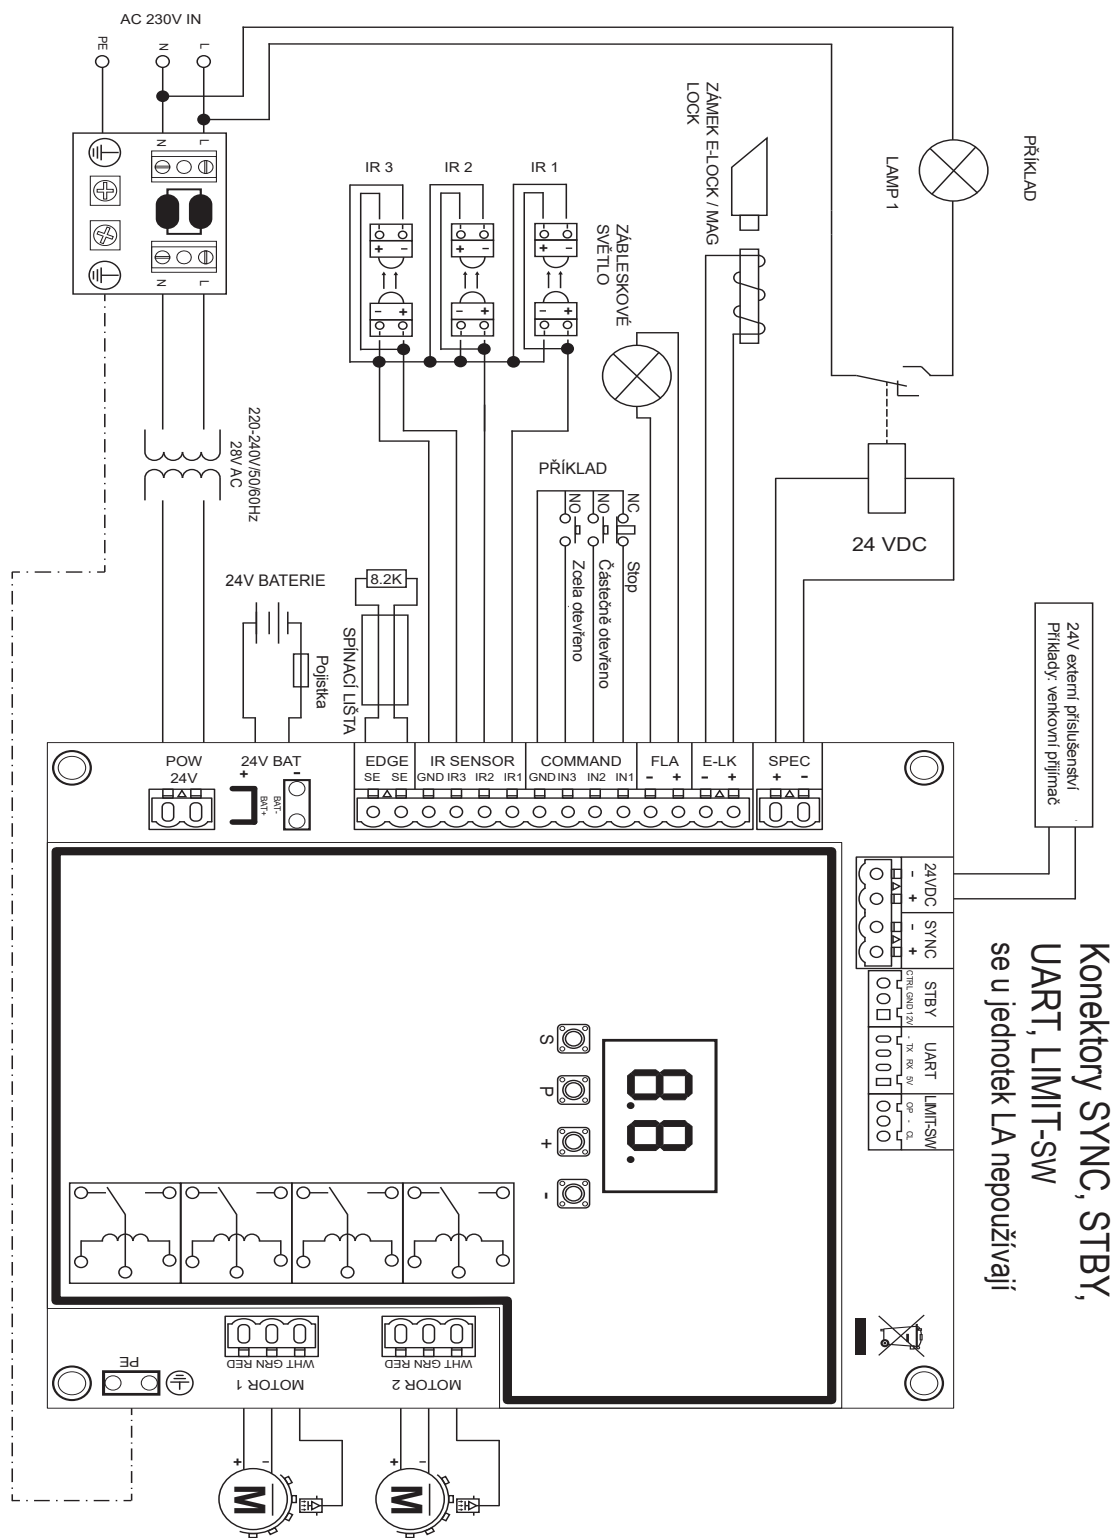 AC 230V IN
PE
N
L
N
L
N
L
IR 3
IR 2
IR 1
+ -
+ -
+ -
- +
- +
- +
ZÁBLESKOVÉ
SVĚTLO
ZÁMEK E-LOCK / MAG
LOCK
LAMP 1
PŘÍKLAD
220-240V/50/60Hz
28V AC
24V BATERIE
Pojistka
8.2K
SPÍNACÍ LIŠTA
PŘÍKLAD
NO
NO
NC
Zcela otevřeno
Částečně otevřeno
Stop
24 VDC
24V externí příslušenství
Příklady: venkovní přijímač
POW
24V
24V BAT
+ -
BAT+
BAT-
EDGE
SE SE
IR SENSOR
GND IR3 IR2 IR1
COMMAND
GND IN3 IN2 IN1
FLA
- +
E-LK
- +
SPEC
+ -
24VDC
- +
SYNC
- +
STBY
CTRL GND 12V
UART
- TX RX 5V
LIMIT-SW
OP - CL
Konektory SYNC, STBY,
UART, LIMIT-SW
se u jednotek LA nepoužívají
8.8.
S
P
+
-
PE
WHT GRN RED
MOTOR 1
WHT GRN RED
MOTOR 2
+ -
M
+ -
M